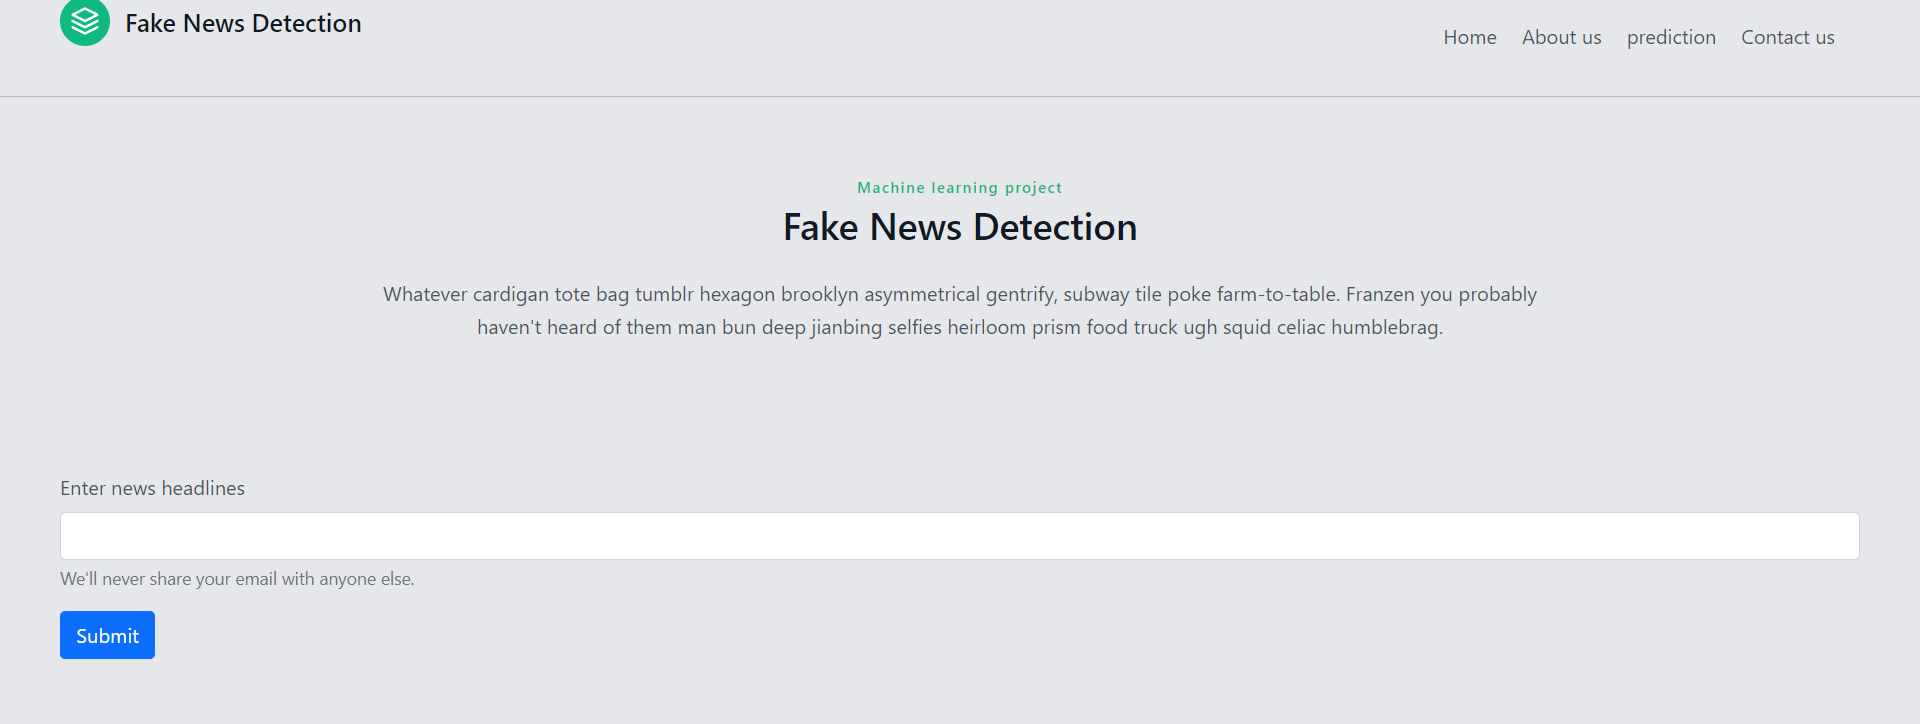 Fake News Detection
Home About us prediction Contact us
Machine learning project
Fake News Detection
Whatever cardigan tote bag tumblr hexagon brooklyn asymmetrical gentrify, subway tile poke farm-to-table. Franzen you probably
haven't heard of them man bun deep jianbing selfies heirloom prism food truck ugh squid celiac humblebrag.
Enter news headlines
We'll never share your email with anyone else.
Submit